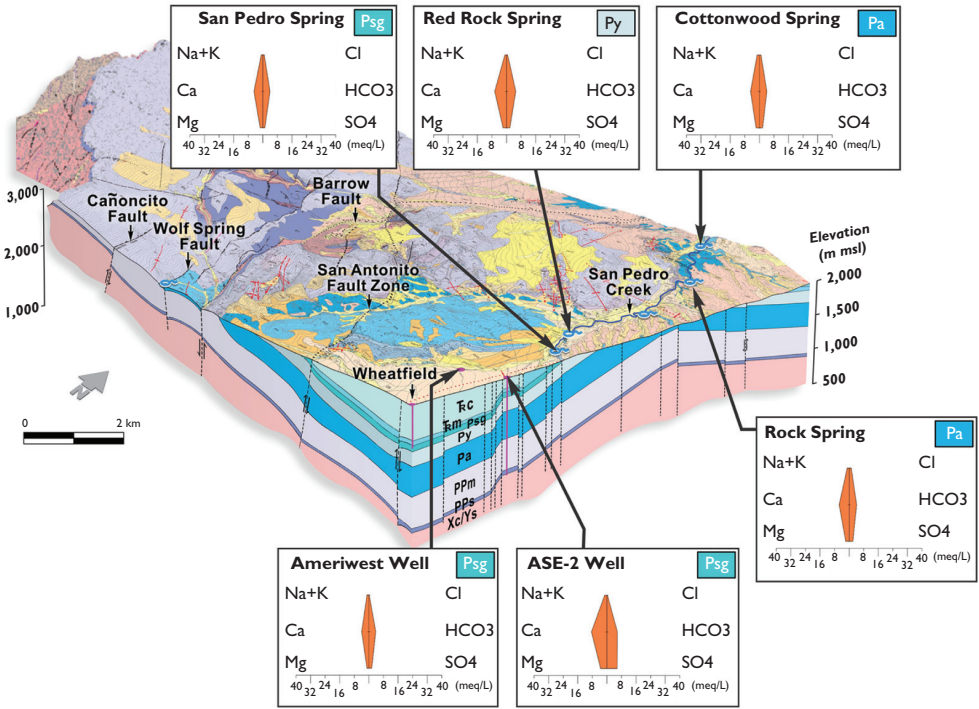 San Pedro Spring Psg
Na+K Cl
Ca HCO3
Mg SO4
40 32 24 16 8 8 16 24 32 40 (meq/L)
Red Rock Spring Py
Na+K Cl
Ca HCO3
Mg SO4
40 32 24 16 8 8 16 24 32 40 (meq/L)
Cottonwood Spring Pa
Na+K Cl
Ca HCO3
Mg SO4
40 32 24 16 8 8 16 24 32 40 (meq/L)
3,000
2,000
1,000
Cañoncito
Fault
Wolf Spring
Fault
Barrow
Fault
San Antonito
Fault Zone
San Pedro
Creek
Wheatfield
Elevation
(m msl)
2,000
1,500
1,000
500
0 2 km
Ꞧc
Ꞧm Psg
Py
Pa
PPm
PPs
Xc/Ys
Rock Spring Pa
Na+K Cl
Ca HCO3
Mg SO4
40 32 24 16 8 8 16 24 32 40 (meq/L)
Ameriwest Well Psg
Na+K Cl
Ca HCO3
Mg SO4
40 32 24 16 8 8 16 24 32 40 (meq/L)
ASE-2 Well Psg
Na+K Cl
Ca HCO3
Mg SO4
40 32 24 16 8 8 16 24 32 40 (meq/L)